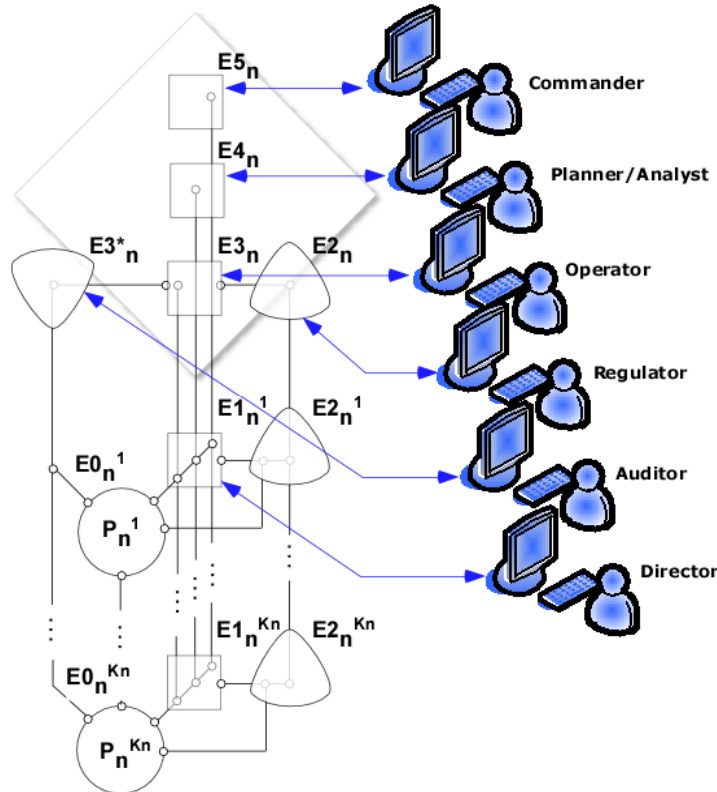 E5n
Commander
E4n
Planner/Analyst
E3*n
E3n
E2n
Operator
Regulator
E1n1
E2n1
E0n1
Auditor
Pn1
Director
E1nKn
E2nKn
E0nKn
PnKn